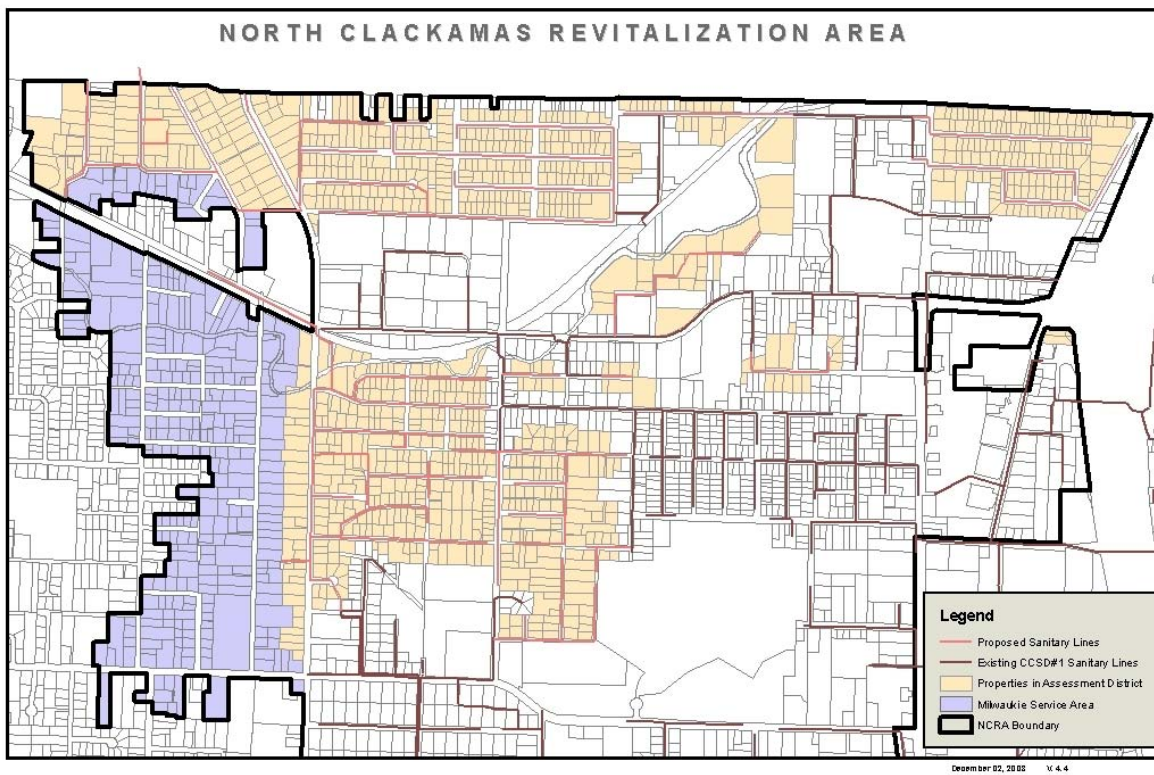 NORTH CLACKAMAS REVITALIZATION AREA
Legend
Proposed Sanitary Lines
Existing CCSD#1 Sanitary Lines
Properties in Assessment District
Milwaukie Service Area
NCRA Boundary
December 02, 2008 V. 4.4